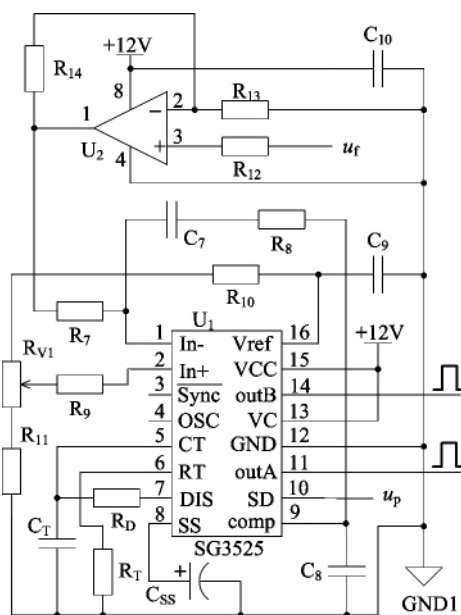 +12V
C10
R14
8
R13
1
2
−
3
+
U2
4
R12
uf
C7
R8
C9
R10
R7
U1
+12V
1 In- Vref 16
RV1
2 In+ VCC 15
R9
3 Sync outB 14
4 OSC VC 13
R11
5 CT GND 12
6 RT outA 11
7 DIS SD 10 up
RD
8 SS comp 9
CT
SG3525
RT
CSS
+
C8
GND1